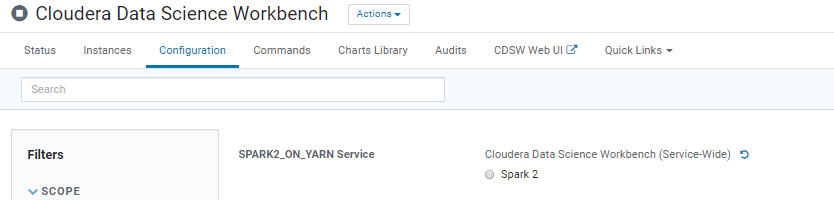 Cloudera Data Science Workbench Actions
Status Instances Configuration Commands Charts Library Audits CDSW Web UI Quick Links
Search
Filters
SPARK2_ON_YARN Service Cloudera Data Science Workbench (Service-Wide)
Spark 2
SCOPE